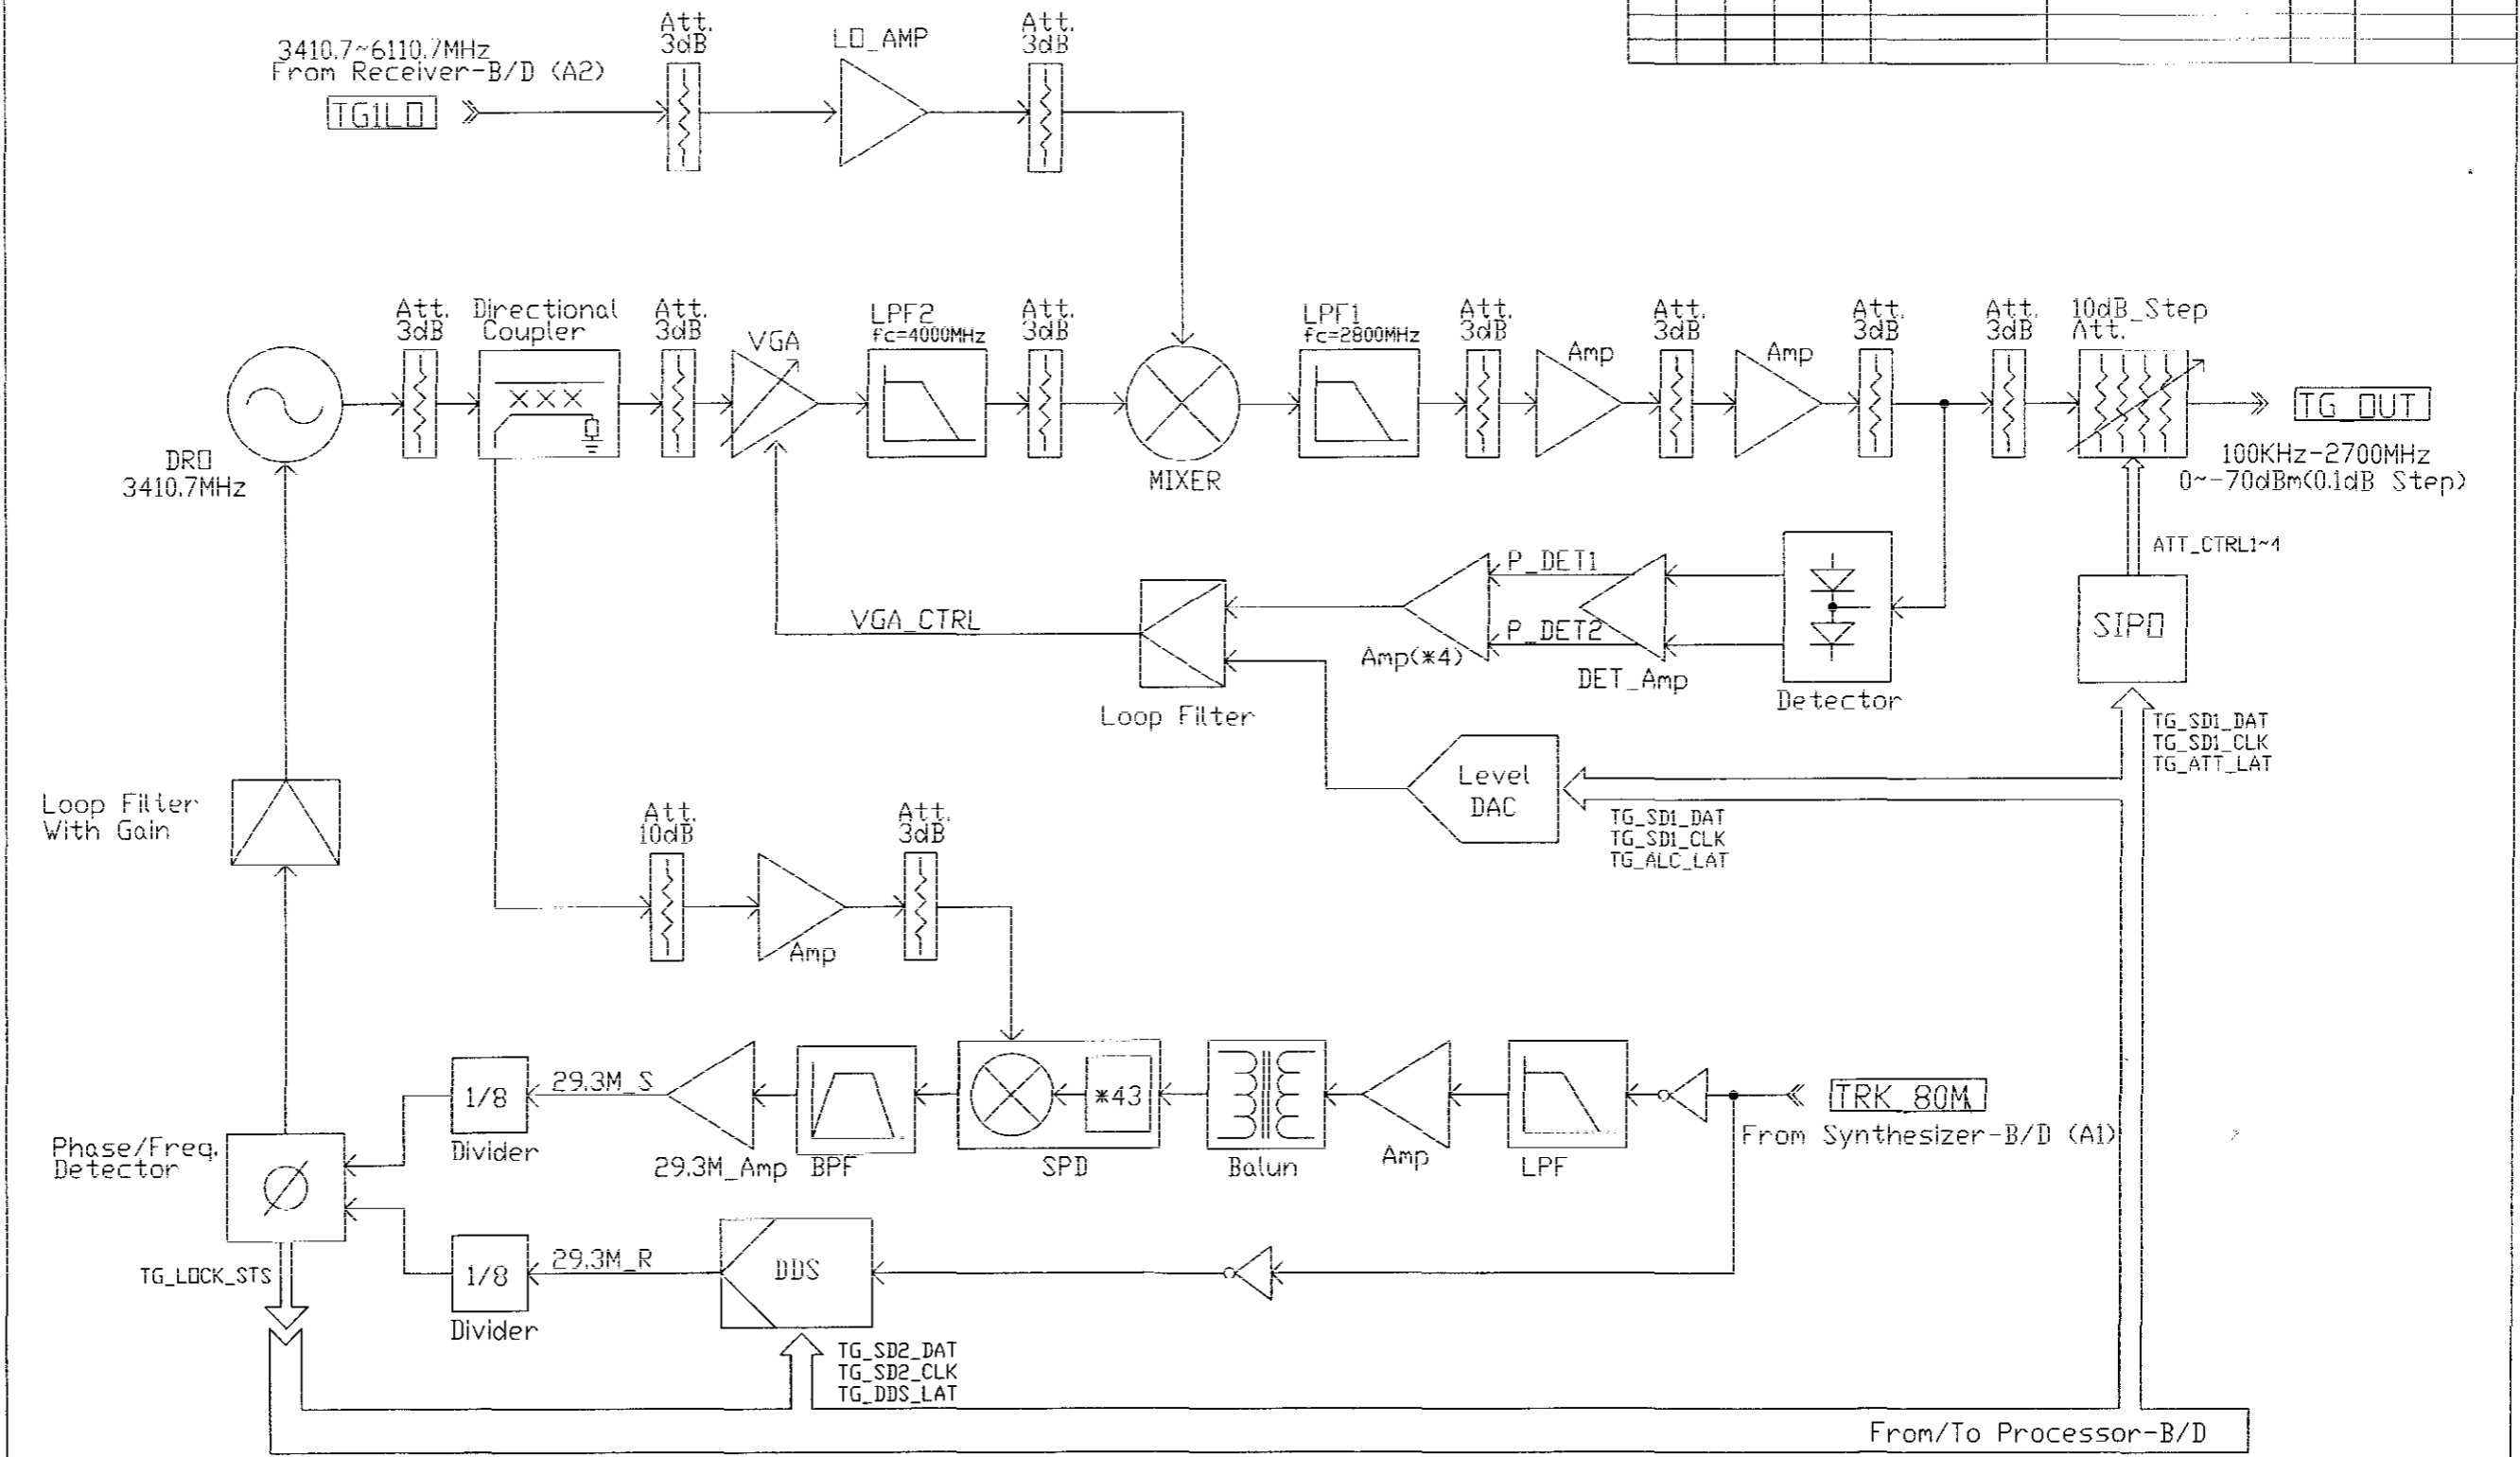 3410.7~6110.7MHz
From Receiver-B/D (A2)
TG1LO
Att.
3dB
LO_AMP
Att.
3dB
DRO
3410.7MHz
Att.
3dB
Directional
Coupler
Att.
3dB
VGA
LPF2
fc=4000MHz
Att.
3dB
MIXER
LPF1
fc=2800MHz
Att.
3dB
Amp
Att.
3dB
Amp
Att.
3dB
Att.
3dB
10dB_Step
Att.
TG_OUT
100KHz-2700MHz
0~-70dBm(0.1dB Step)
ATT_CTRL1~4
SIPO
TG_SD1_DAT
TG_SD1_CLK
TG_ATT_LAT
VGA_CTRL
Loop Filter
Amp(*4)
P_DET1
P_DET2
DET_Amp
Detector
Level
DAC
TG_SD1_DAT
TG_SD1_CLK
TG_ALC_LAT
Loop Filter
With Gain
Att.
10dB
Amp
Att.
3dB
Phase/Freq.
Detector
1/8
Divider
29.3M_S
29.3M_Amp
BPF
*43
SPD
Balun
Amp
LPF
TRK_80M
From Synthesizer-B/D (A1)
TG_LOCK_STS
1/8
Divider
29.3M_R
DDS
TG_SD2_DAT
TG_SD2_CLK
TG_DDS_LAT
From/To Processor-B/D